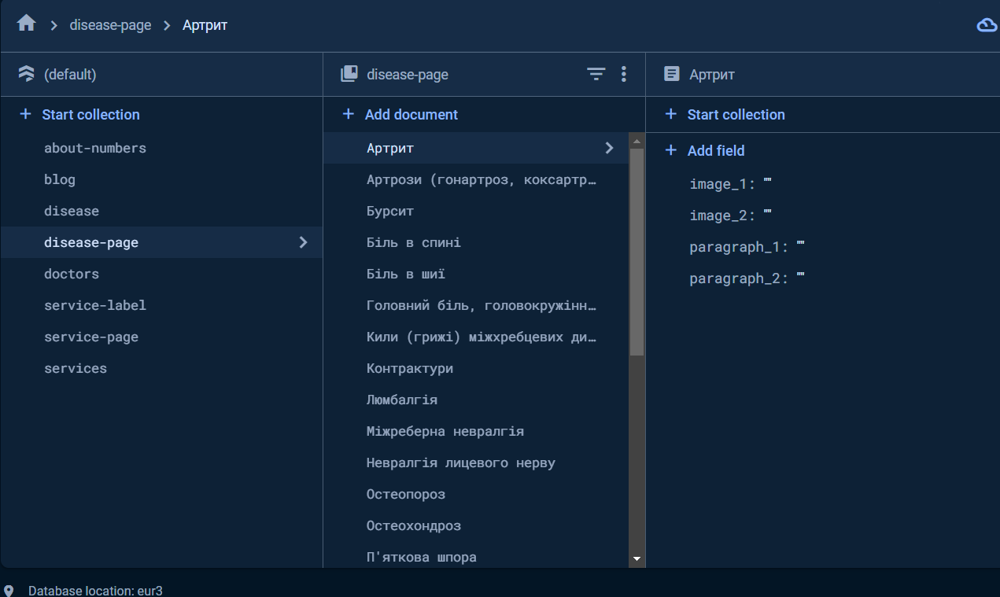 disease-page
Артрит
(default)
disease-page
Артрит
+ Start collection
+ Add document
+ Start collection
about-numbers
blog
disease
disease-page
doctors
service-label
service-page
services
Артрит
Артрози (гонартроз, коксартр…
Бурсит
Біль в спині
Біль в шиї
Головний біль, головокружінн…
Кили (грижі) міжхребцевих ди…
Контрактури
Люмбалгія
Міжреберна невралгія
Невралгія лицевого нерву
Остеопороз
Остеохондроз
П'яткова шпора
+ Add field
image_1: ""
image_2: ""
paragraph_1: ""
paragraph_2: ""
Database location: eur3